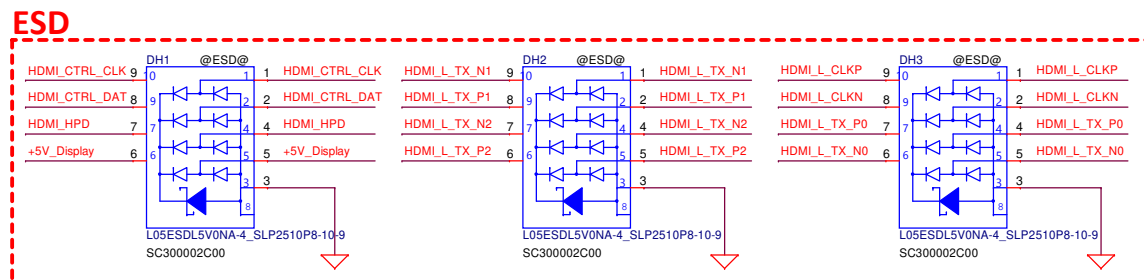 ESD
DH1 @ESD@
HDMI_CTRL_CLK 9 10 1 1 HDMI_CTRL_CLK
HDMI_CTRL_DAT 8 9 2 2 HDMI_CTRL_DAT
HDMI_HPD 7 7 4 4 HDMI_HPD
+5V_Display 6 6 5 5 +5V_Display
3 3
8
L05ESDL5V0NA-4_SLP2510P8-10-9
SC300002C00
DH2 @ESD@
HDMI_L_TX_N1 9 10 1 1 HDMI_L_TX_N1
HDMI_L_TX_P1 8 9 2 2 HDMI_L_TX_P1
HDMI_L_TX_N2 7 7 4 4 HDMI_L_TX_N2
HDMI_L_TX_P2 6 6 5 5 HDMI_L_TX_P2
3 3
8
L05ESDL5V0NA-4_SLP2510P8-10-9
SC300002C00
DH3 @ESD@
HDMI_L_CLKP 9 10 1 1 HDMI_L_CLKP
HDMI_L_CLKN 8 9 2 2 HDMI_L_CLKN
HDMI_L_TX_P0 7 7 4 4 HDMI_L_TX_P0
HDMI_L_TX_N0 6 6 5 5 HDMI_L_TX_N0
3 3
8
L05ESDL5V0NA-4_SLP2510P8-10-9
SC300002C00